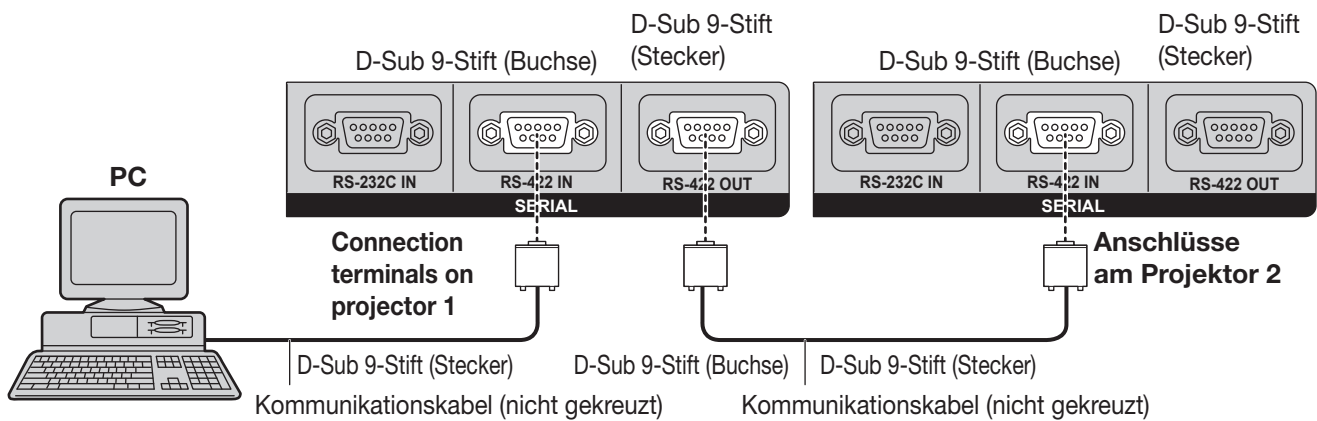 D-Sub 9-Stift
(Stecker)
D-Sub 9-Stift (Buchse)
D-Sub 9-Stift
(Stecker)
D-Sub 9-Stift (Buchse)
RS-232C IN
RS-422 IN
RS-422 OUT
SERIAL
RS-232C IN
RS-422 IN
RS-422 OUT
SERIAL
PC
Connection
terminals on
projector 1
Anschlüsse
am Projektor 2
D-Sub 9-Stift (Stecker)
D-Sub 9-Stift (Buchse)
D-Sub 9-Stift (Stecker)
Kommunikationskabel (nicht gekreuzt)
Kommunikationskabel (nicht gekreuzt)